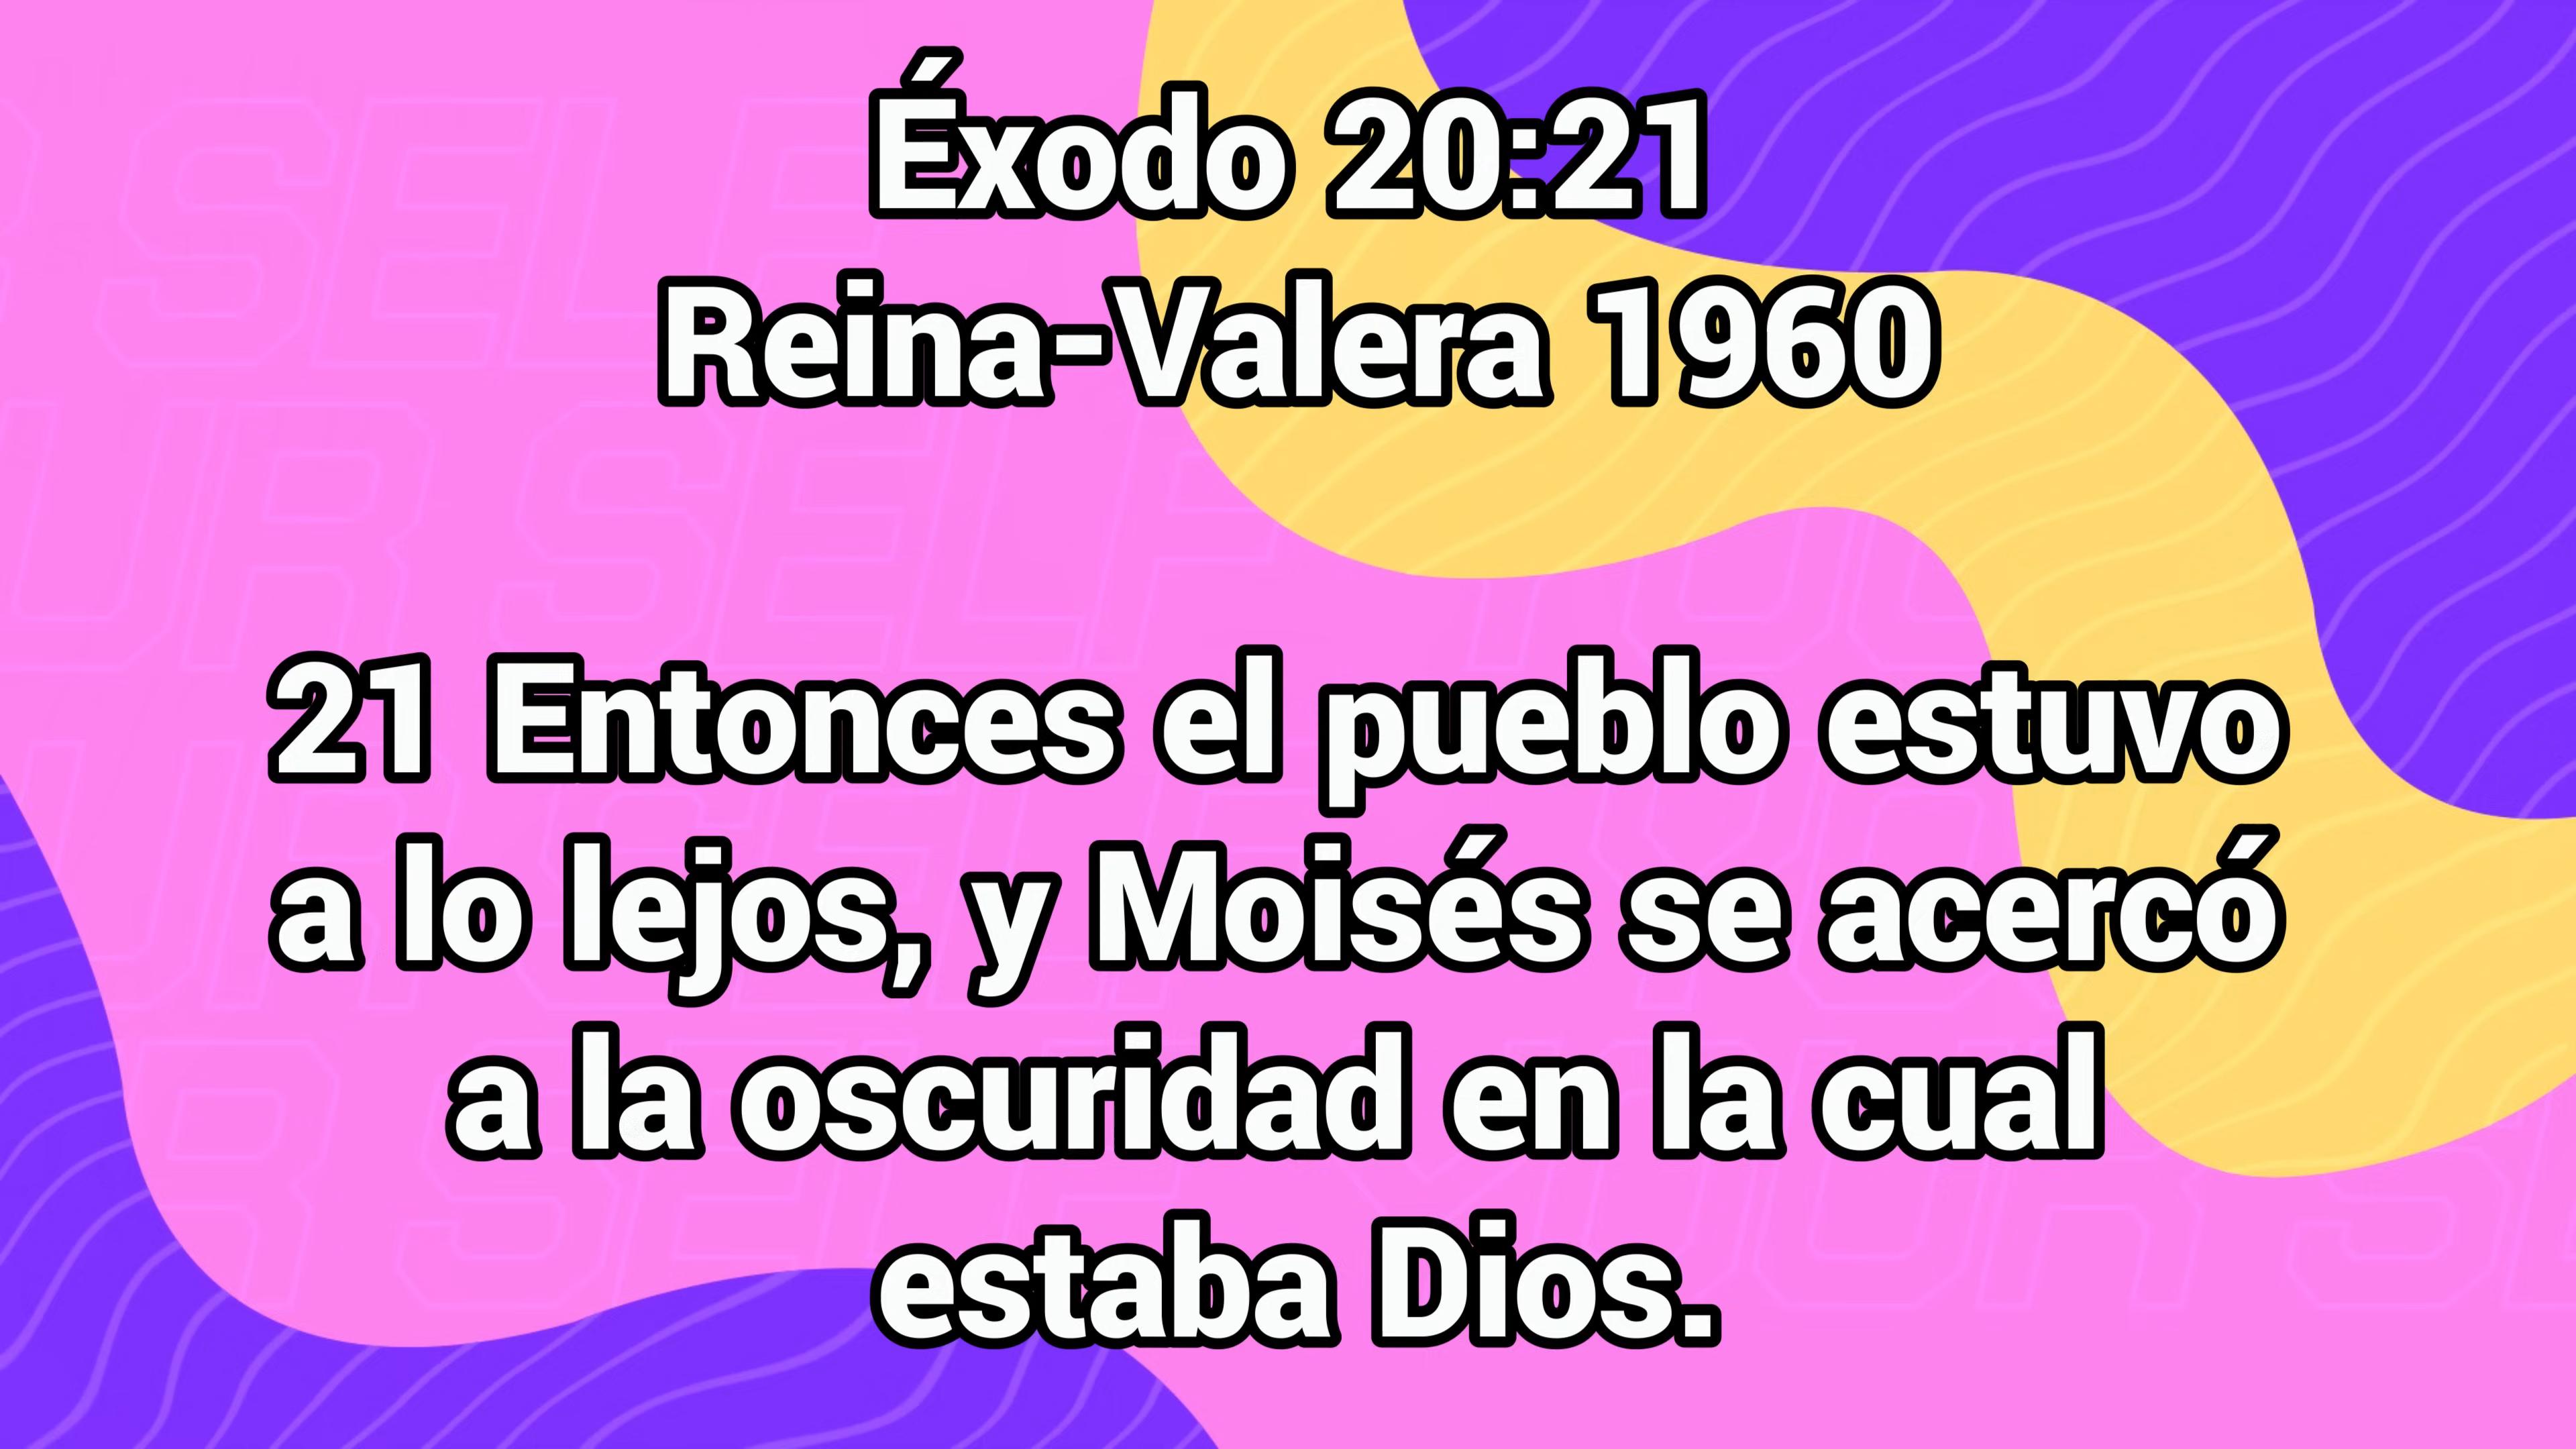 Éxodo 20:21
Reina-Valera 1960
21 Entonces el pueblo estuvo
a lo lejos, y Moisés se acercó
a la oscuridad en la cual
estaba Dios.